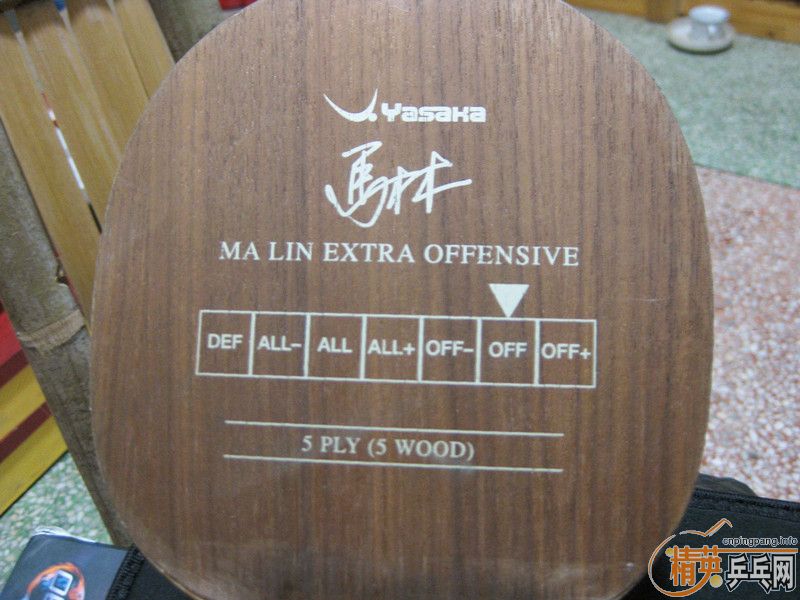 Yasaka
馬林
MA LIN EXTRA OFFENSIVE
DEF ALL- ALL ALL+ OFF- OFF OFF+
5 PLY (5 WOOD)
cnpingpang.info
精英乒乓网